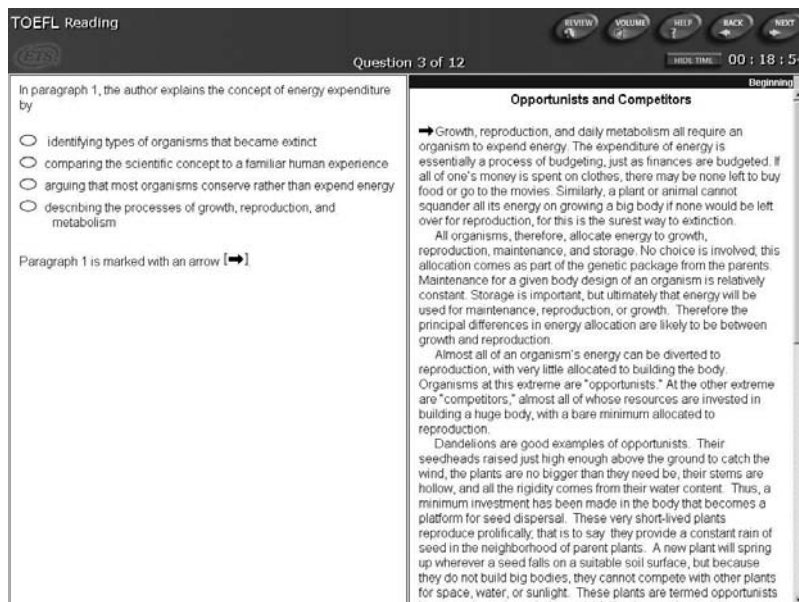 TOEFL Reading
REVIEW
VOLUME
HELP
?
BACK
NEXT
ETS
Question 3 of 12
HIDE TIME
00 : 18 : 5
Beginning
In paragraph 1, the author explains the concept of energy expenditure
by
identifying types of organisms that became extinct
comparing the scientific concept to a familiar human experience
arguing that most organisms conserve rather than expend energy
describing the processes of growth, reproduction, and
metabolism
Paragraph 1 is marked with an arrow [➡]
Opportunists and Competitors
➡Growth, reproduction, and daily metabolism all require an
organism to expend energy. The expenditure of energy is
essentially a process of budgeting, just as finances are budgeted. If
all of one's money is spent on clothes, there may be none left to buy
food or go to the movies. Similarly, a plant or animal cannot
squander all its energy on growing a big body if none would be left
over for reproduction, for this is the surest way to extinction.
All organisms, therefore, allocate energy to growth,
reproduction, maintenance, and storage. No choice is involved; this
allocation comes as part of the genetic package from the parents.
Maintenance for a given body design of an organism is relatively
constant. Storage is important, but ultimately that energy will be
used for maintenance, reproduction, or growth. Therefore the
principal differences in energy allocation are likely to be between
growth and reproduction.
Almost all of an organism's energy can be diverted to
reproduction, with very little allocated to building the body.
Organisms at this extreme are "opportunists." At the other extreme
are "competitors," almost all of whose resources are invested in
building a huge body, with a bare minimum allocated to
reproduction.
Dandelions are good examples of opportunists. Their
seedheads raised just high enough above the ground to catch the
wind, the plants are no bigger than they need be, their stems are
hollow, and all the rigidity comes from their water content. Thus, a
minimum investment has been made in the body that becomes a
platform for seed dispersal. These very short-lived plants
reproduce prolifically; that is to say they provide a constant rain of
seed in the neighborhood of parent plants. A new plant will spring
up wherever a seed falls on a suitable soil surface, but because
they do not build big bodies, they cannot compete with other plants
for space, water, or sunlight. These plants are termed opportunists